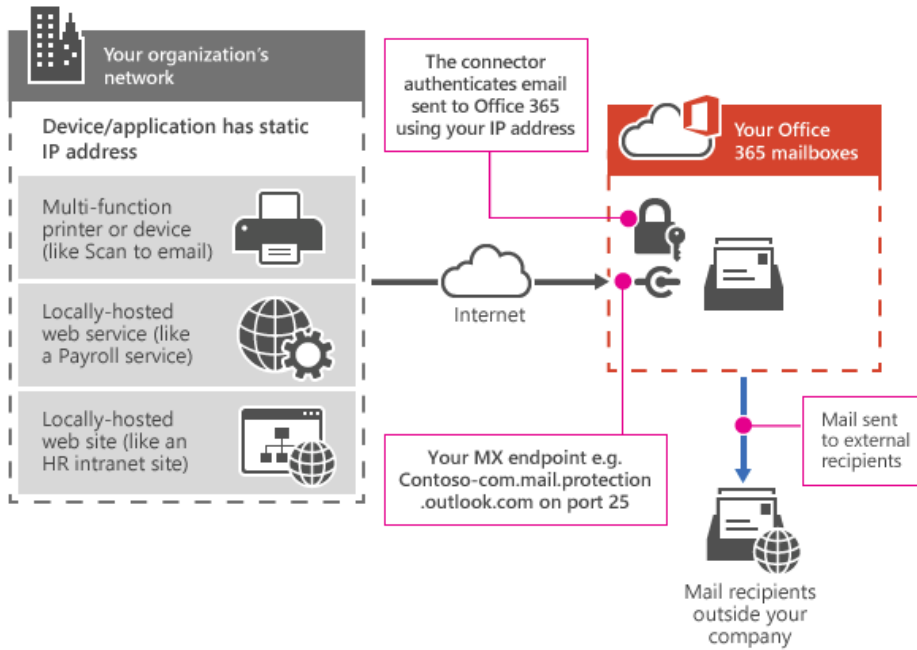 Your organization's
network
Device/application has static
IP address
Multi-function
printer or device
(like Scan to email)
Locally-hosted
web service (like
a Payroll service)
Locally-hosted
web site (like an
HR intranet site)
The connector
authenticates email
sent to Office 365
using your IP address
Internet
Your MX endpoint e.g.
Contoso-com.mail.protection
.outlook.com on port 25
Your Office
365 mailboxes
Mail sent
to external
recipients
Mail recipients
outside your
company